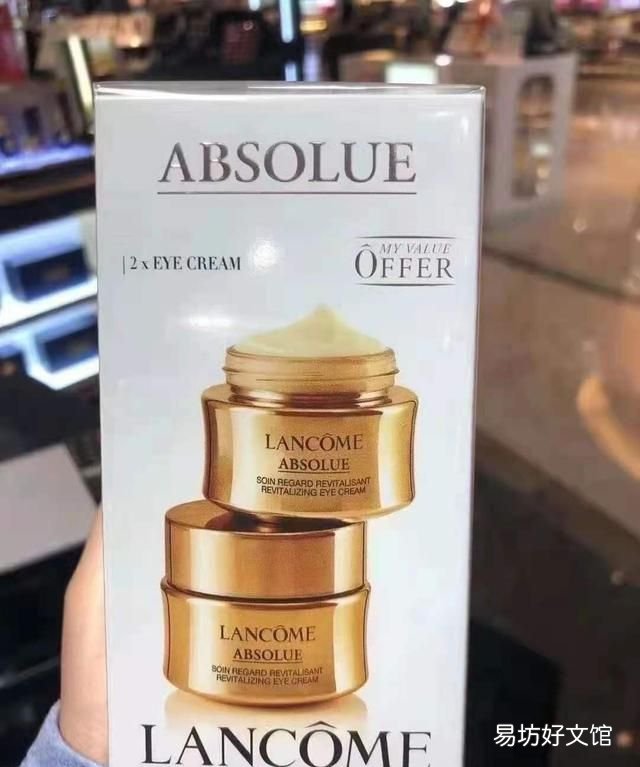 ABSOLUE
| 2 x EYE CREAM
MY VALUE
ÔFFER
LANCÔME
ABSOLUE
SOIN REGARD REVITALISANT
REVITALIZING EYE CREAM
LANCÔME
ABSOLUE
SOIN REGARD REVITALISANT
REVITALIZING EYE CREAM
LANCÔME
易坊好文馆